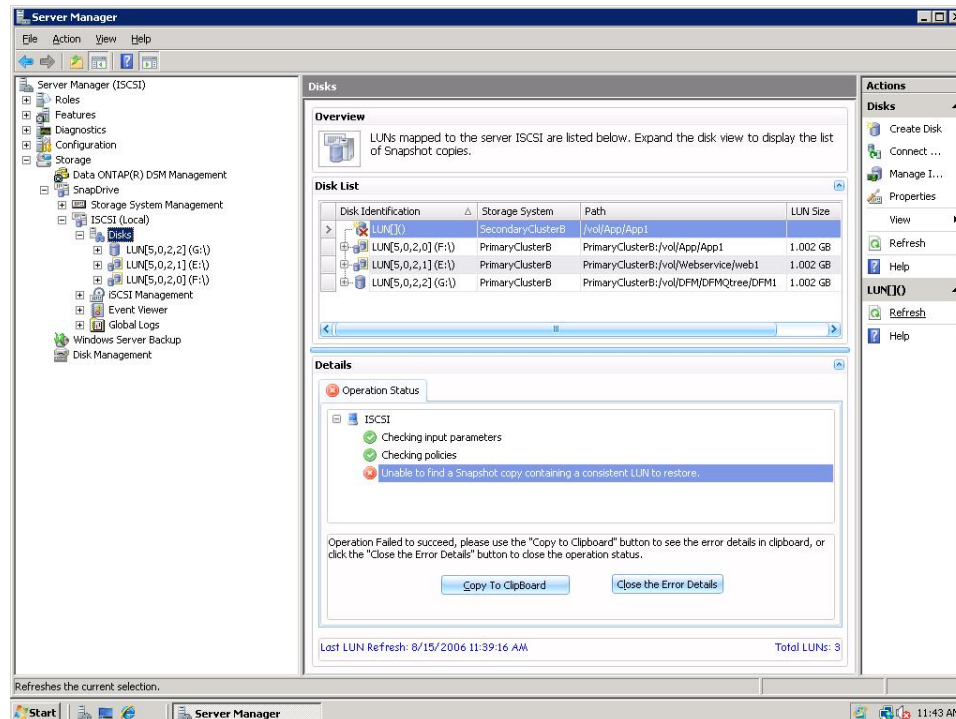 Server Manager
File Action View Help
Server Manager (ISCSI)
Roles
Features
Diagnostics
Configuration
Storage
Data ONTAP(R) DSM Management
SnapDrive
Storage System Management
ISCSI (Local)
Disks
LUN[5,0,2,2] (G:\)
LUN[5,0,2,1] (E:\)
LUN[5,0,2,0] (F:\)
iSCSI Management
Event Viewer
Global Logs
Windows Server Backup
Disk Management
Disks
Overview
LUNs mapped to the server ISCSI are listed below. Expand the disk view to display the list
of Snapshot copies.
Disk List
Disk Identification Storage System Path LUN Size
LUN[]() SecondaryClusterB /vol/App/App1
LUN[5,0,2,0] (F:\) PrimaryClusterB PrimaryClusterB:/vol/App/App1 1.002 GB
LUN[5,0,2,1] (E:\) PrimaryClusterB PrimaryClusterB:/vol/Webservice/web1 1.002 GB
LUN[5,0,2,2] (G:\) PrimaryClusterB PrimaryClusterB:/vol/DFM/DFMQtree/DFM1 1.002 GB
Details
Operation Status
ISCSI
Checking input parameters
Checking policies
Unable to find a Snapshot copy containing a consistent LUN to restore.
Operation Failed to succeed, please use the "Copy to Clipboard" button to see the error details in clipboard, or
click the "Close the Error Details" button to close the operation status.
Copy To ClipBoard Close the Error Details
Last LUN Refresh: 8/15/2006 11:39:16 AM Total LUNs: 3
Actions
Disks
Create Disk
Connect ...
Manage I...
Properties
View
Refresh
Help
LUN[]()
Refresh
Help
Refreshes the current selection.
Start Server Manager 11:43 AM